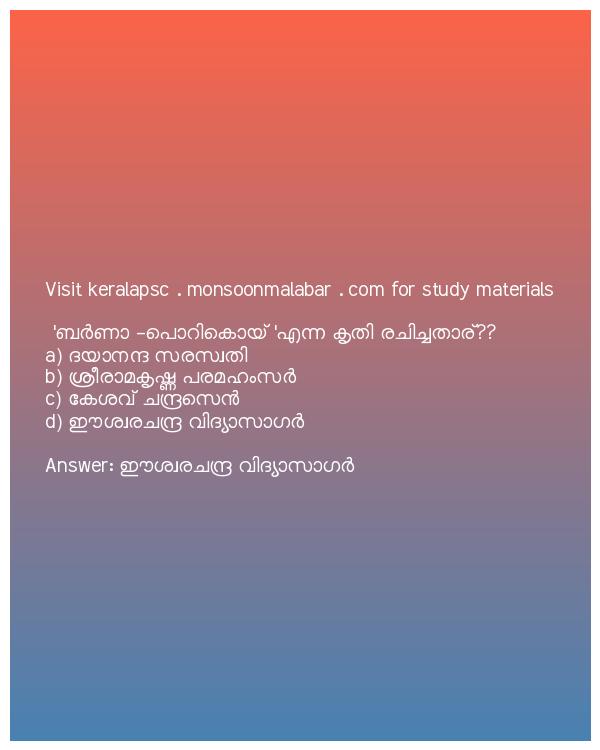 Visit keralapsc . monsoonmalabar . com for study materials
'ബർണാ -പൊറികൊയ് 'എന്ന കൃതി രചിച്ചതാര്??
a) ദയാനന്ദ സരസ്വതി
b) ശ്രീരാമകൃഷ്ണ പരമഹംസർ
c) കേശവ് ചന്ദ്രസെൻ
d) ഈശ്വരചന്ദ്ര വിദ്യാസാഗർ
Answer: ഈശ്വരചന്ദ്ര വിദ്യാസാഗർ